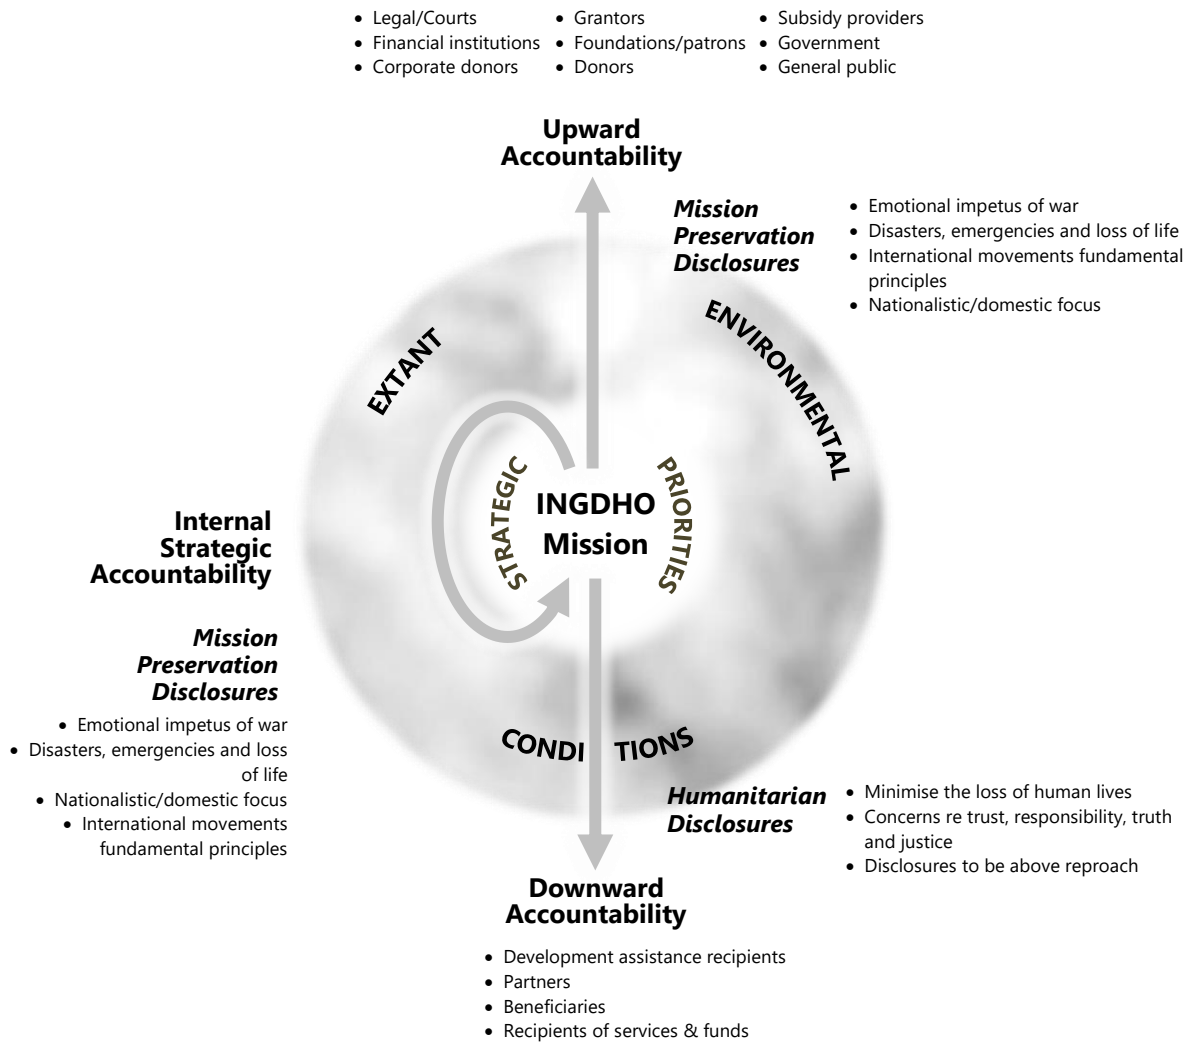 • Legal/Courts
• Financial institutions
• Corporate donors
• Grantors
• Foundations/patrons
• Donors
• Subsidy providers
• Government
• General public
Upward
Accountability
Mission
Preservation
Disclosures
• Emotional impetus of war
• Disasters, emergencies and loss of life
• International movements fundamental
principles
• Nationalistic/domestic focus
EXTANT
ENVIRONMENTAL
STRATEGIC
INGDHO
Mission
PRIORITIES
Internal
Strategic
Accountability
Mission
Preservation
Disclosures
• Emotional impetus of war
• Disasters, emergencies and loss
of life
• Nationalistic/domestic focus
• International movements
fundamental principles
CONDI TIONS
Humanitarian
Disclosures
• Minimise the loss of human lives
• Concerns re trust, responsibility, truth
and justice
• Disclosures to be above reproach
Downward
Accountability
• Development assistance recipients
• Partners
• Beneficiaries
• Recipients of services & funds